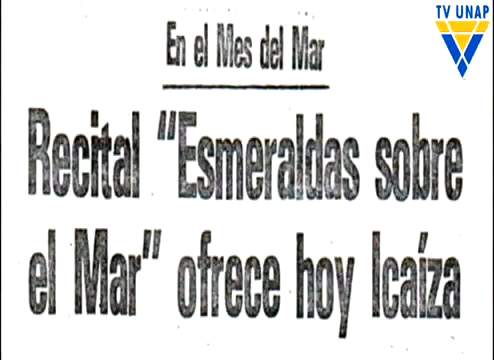 TV UNAP
En el Mes del Mar
Recital "Esmeraldas sobre
el Mar" ofrece hoy Icaíza